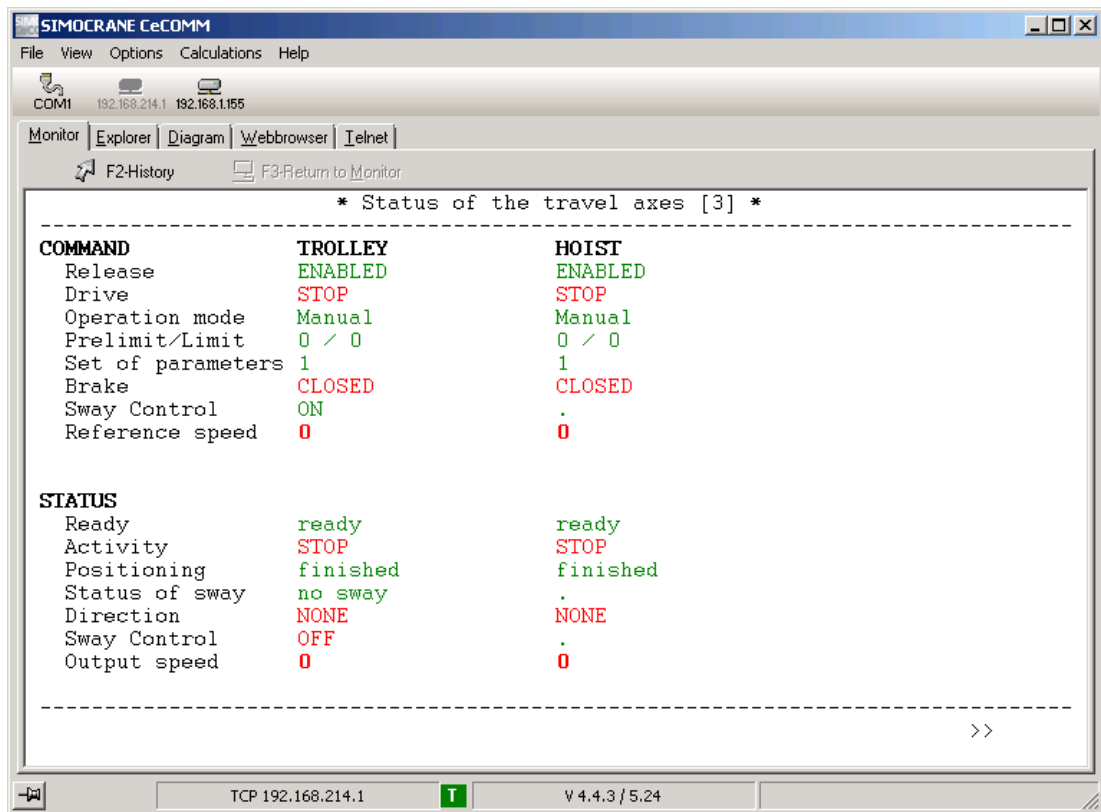 SIMOCRANE CeCOMM
File View Options Calculations Help
COM1 192.168.214.1 192.168.1.155
Monitor Explorer Diagram Webbrowser Telnet
F2-History F3-Return to Monitor
* Status of the travel axes [3] *
--------------------------------------------------------------------------------
COMMAND TROLLEY HOIST
Release ENABLED ENABLED
Drive STOP STOP
Operation mode Manual Manual
Prelimit/Limit 0 / 0 0 / 0
Set of parameters 1 1
Brake CLOSED CLOSED
Sway Control ON .
Reference speed 0 0
STATUS
Ready ready ready
Activity STOP STOP
Positioning finished finished
Status of sway no sway .
Direction NONE NONE
Sway Control OFF .
Output speed 0 0
--------------------------------------------------------------------------------
>>
TCP 192.168.214.1 T V 4.4.3 / 5.24